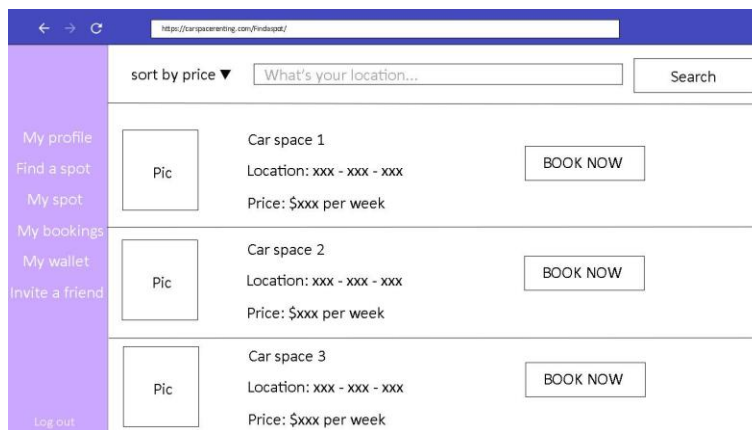 https://carspacerenting.com/Findaspot/
sort by price ▼
What's your location...
Search
My profile
Find a spot
My spot
My bookings
My wallet
Invite a friend
Log out
Pic
Car space 1
Location: xxx - xxx - xxx
Price: $xxx per week
BOOK NOW
Pic
Car space 2
Location: xxx - xxx - xxx
Price: $xxx per week
BOOK NOW
Pic
Car space 3
Location: xxx - xxx - xxx
Price: $xxx per week
BOOK NOW